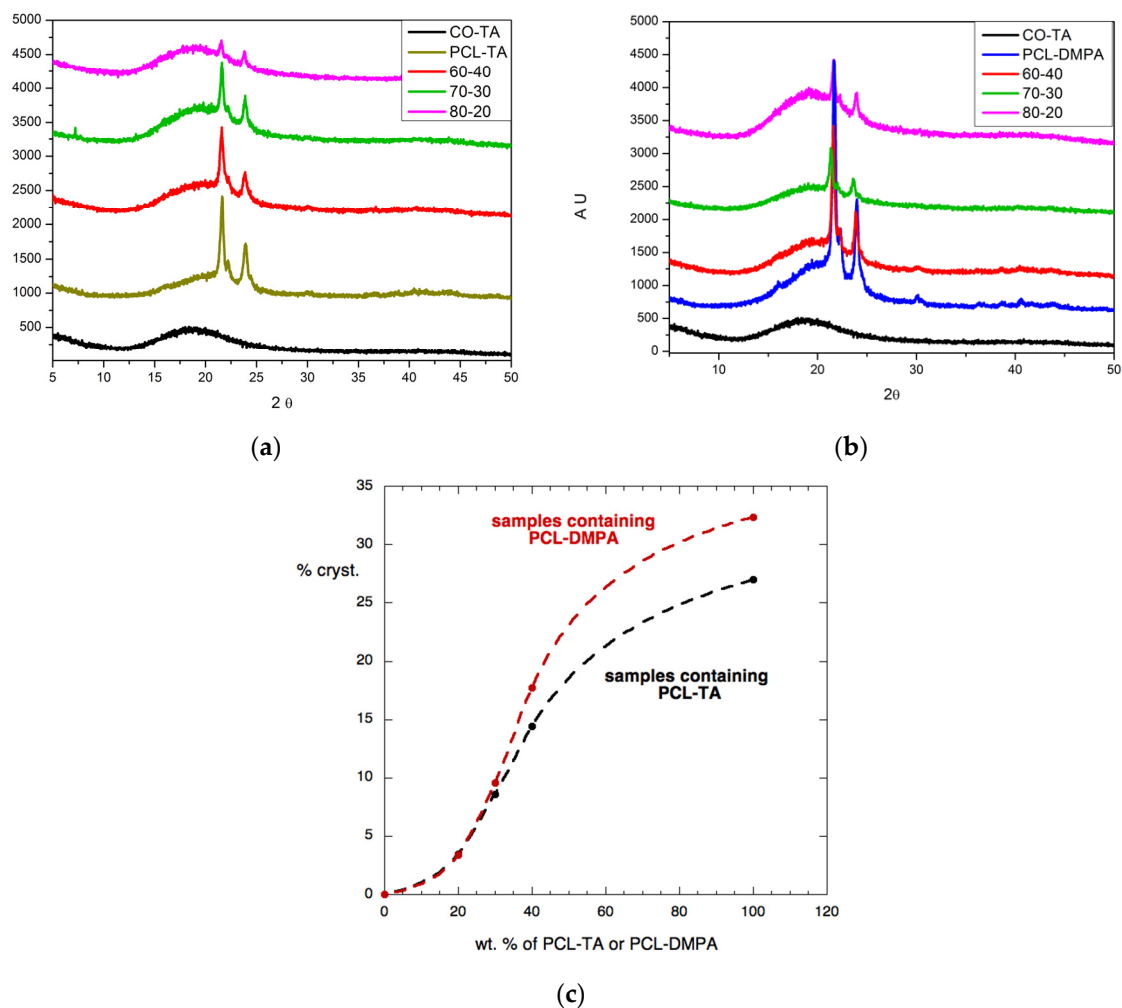 5000
4500
4000
3500
3000
2500
2000
1500
1000
500
5 10 15 20 25 30 35 40 45 50
2 θ
CO-TA
PCL-TA
60-40
70-30
80-20
(a)
5000
4500
4000
3500
3000
2500
2000
1500
1000
500
0
A U
10 20 30 40 50
2θ
CO-TA
PCL-DMPA
60-40
70-30
80-20
(b)
35
30
25
20
15
10
5
0
% cryst.
samples containing
PCL-DMPA
samples containing
PCL-TA
0 20 40 60 80 100 120
wt. % of PCL-TA or PCL-DMPA
(c)